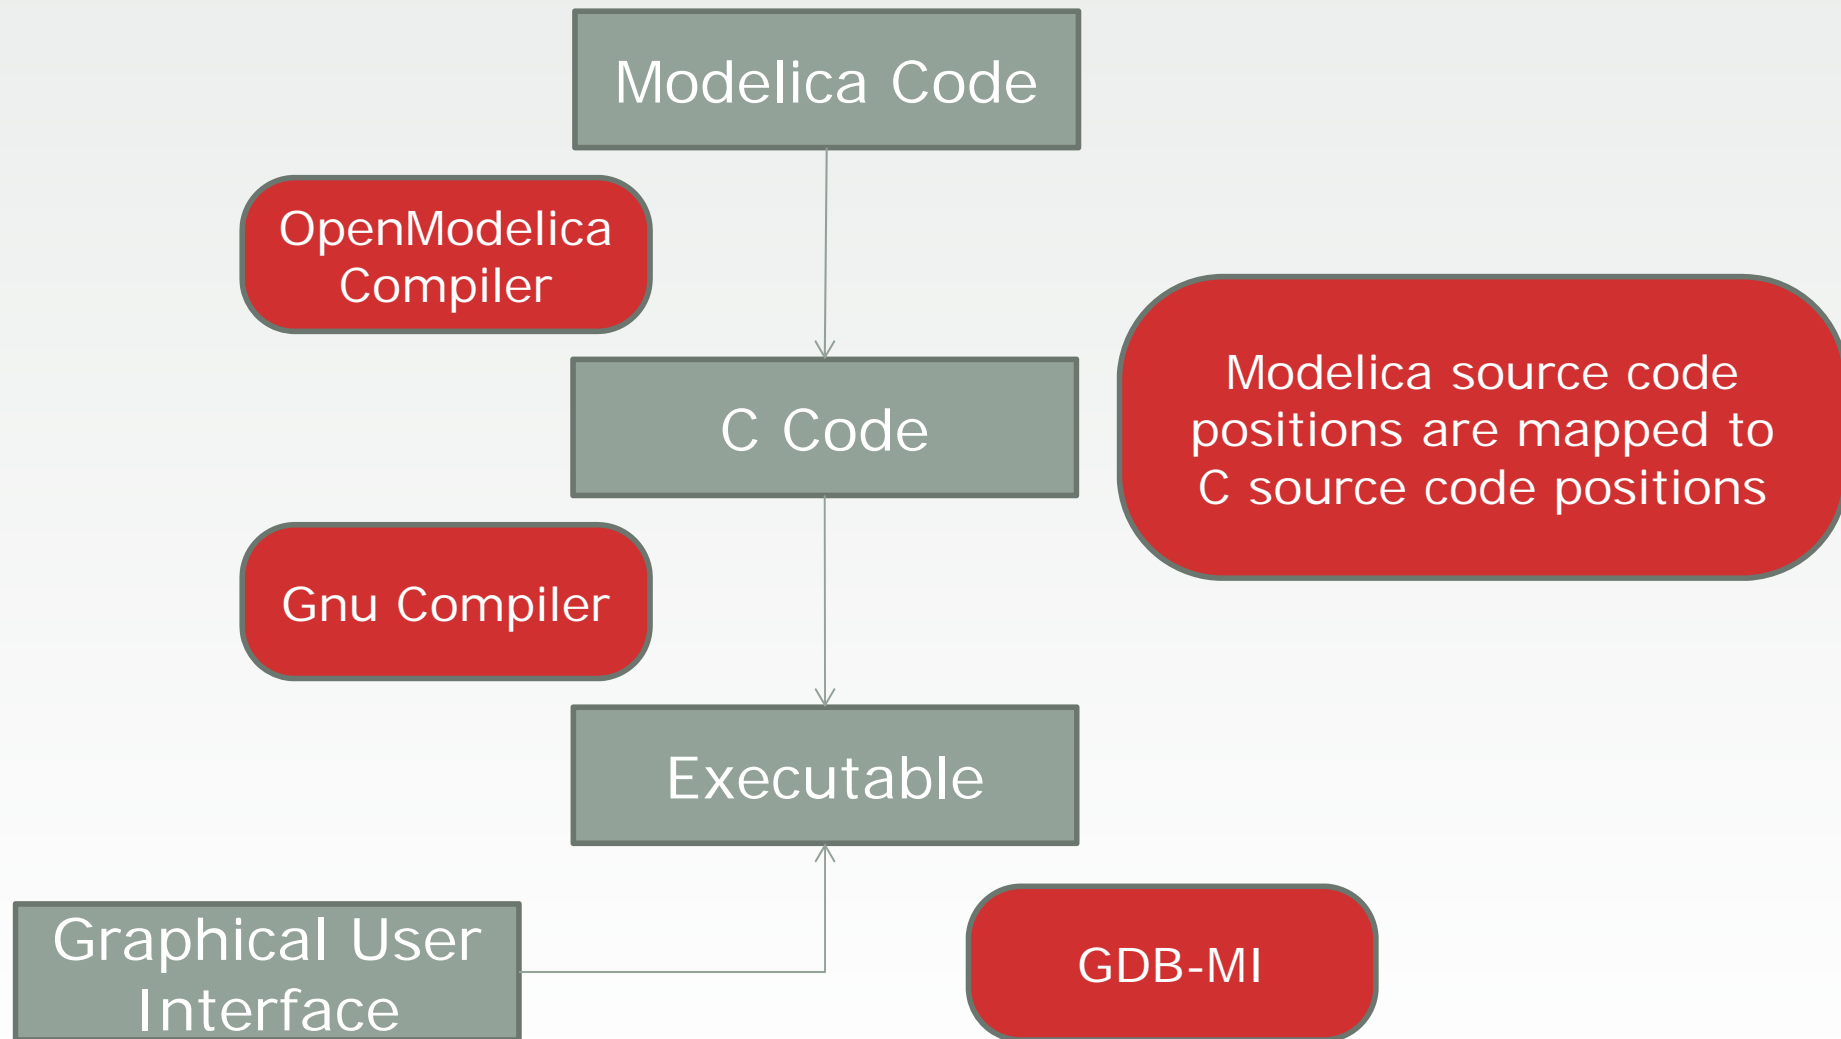 Modelica Code
OpenModelica
Compiler
Modelica source code
positions are mapped to
C source code positions
C Code
Gnu Compiler
Executable
Graphical User
Interface
GDB-MI